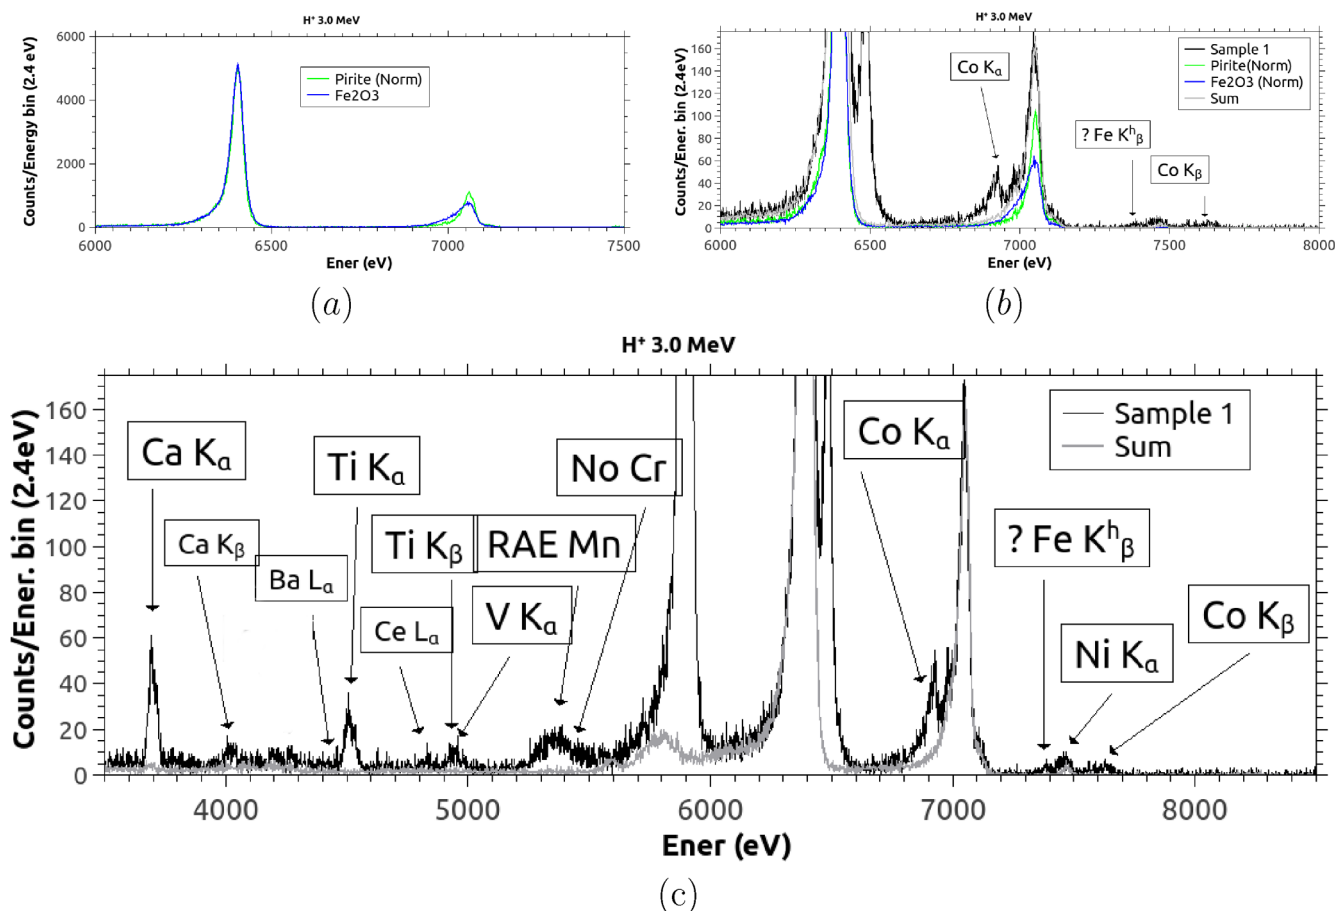 H⁺ 3.0 MeV
Counts/Energy bin (2.4 eV)
6000
4000
2000
0
Pirite (Norm)
Fe2O3
6000 6500 7000 7500
Ener (eV)
(a)
H⁺ 3.0 MeV
Counts/Ener. bin (2.4eV)
160
140
120
100
80
60
40
20
0
Co Kα
? Fe Kʰβ
Co Kβ
Sample 1
Pirite(Norm)
Fe2O3 (Norm)
Sum
6000 6500 7000 7500 8000
Ener (eV)
(b)
H⁺ 3.0 MeV
Counts/Ener. bin (2.4eV)
160
140
120
100
80
60
40
20
0
Ca Kα
Ca Kβ
Ba Lα
Ti Kα
Ce Lα
Ti Kβ
RAE Mn
V Kα
No Cr
Co Kα
? Fe Kʰβ
Ni Kα
Co Kβ
Sample 1
Sum
4000 5000 6000 7000 8000
Ener (eV)
(c)